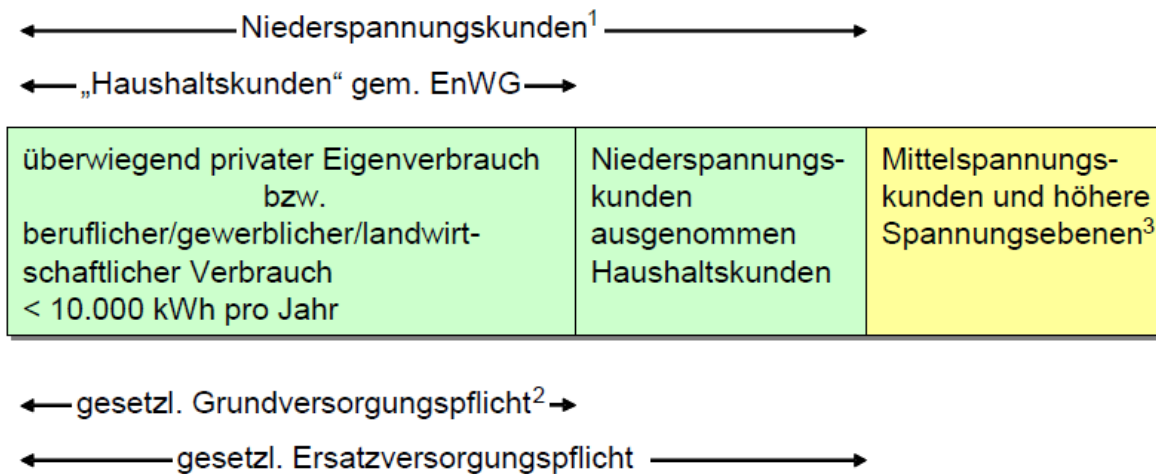 Niederspannungskunden¹
„Haushaltskunden“ gem. EnWG
überwiegend privater Eigenverbrauch
bzw.
beruflicher/gewerblicher/landwirt-
schaftlicher Verbrauch
< 10.000 kWh pro Jahr
Niederspannungs-
kunden
ausgenommen
Haushaltskunden
Mittelspannungs-
kunden und höhere
Spannungsebenen³
gesetzl. Grundversorgungspflicht²
gesetzl. Ersatzversorgungspflicht